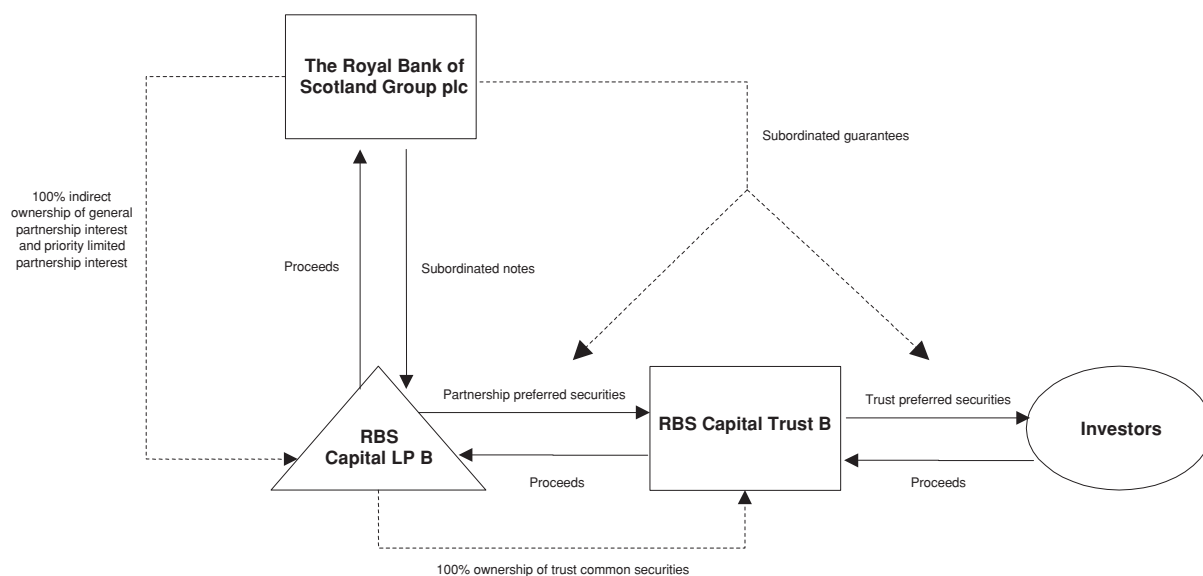 The Royal Bank of
Scotland Group plc
Subordinated guarantees
100% indirect
ownership of general
partnership interest
and priority limited
partnership interest
Proceeds
Subordinated notes
Partnership preferred securities
Trust preferred securities
RBS
Capital LP B
RBS Capital Trust B
Investors
Proceeds
Proceeds
100% ownership of trust common securities